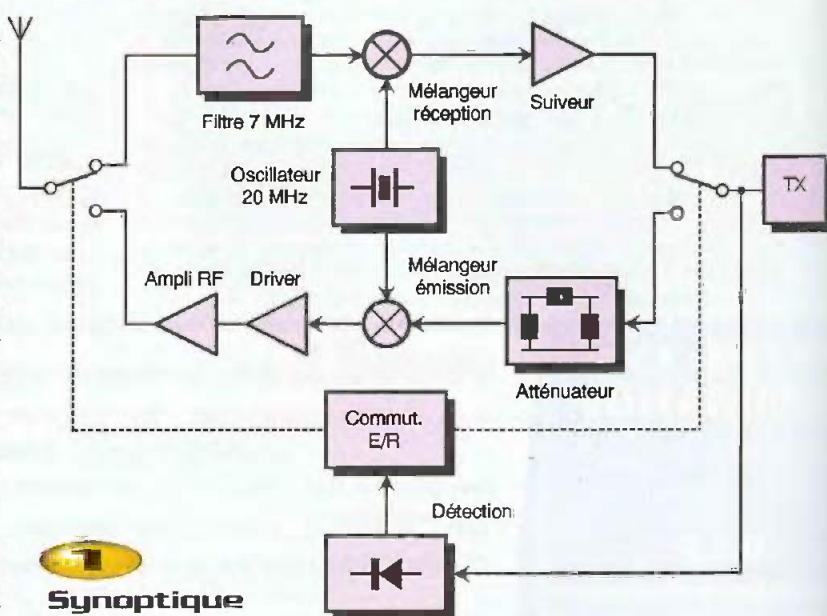 Filtre 7 MHz
Mélangeur
réception
Suiveur
Oscillateur
20 MHz
TX
Ampli RF
Driver
Mélangeur
émission
Atténuateur
Commut.
E/R
Détection
1
Synoptique